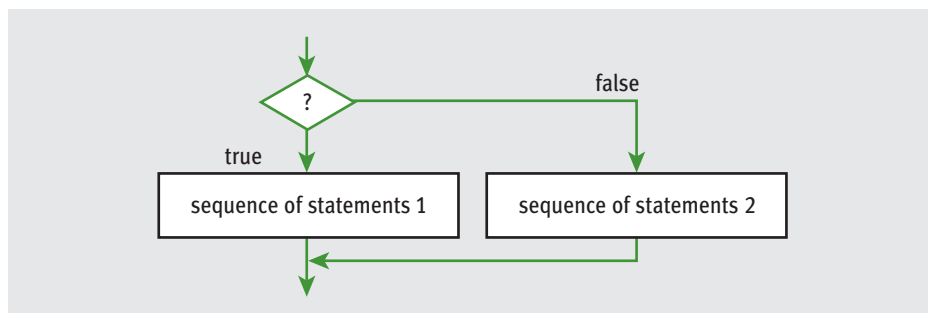 ?
false
true
sequence of statements 1
sequence of statements 2